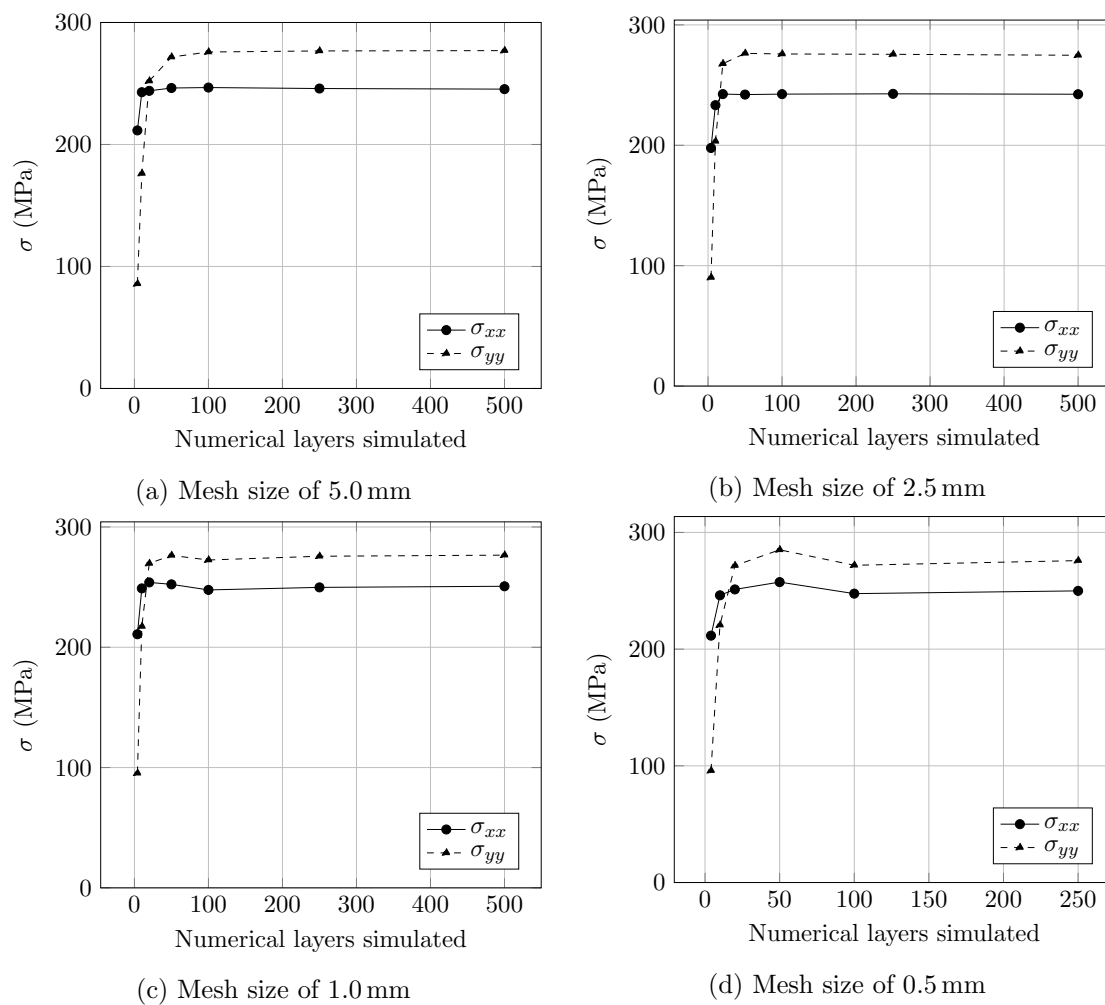 300
200
100
0
σ (MPa)
σxx
σyy
0 100 200 300 400 500
Numerical layers simulated
(a) Mesh size of 5.0 mm
300
200
100
0
σ (MPa)
σxx
σyy
0 100 200 300 400 500
Numerical layers simulated
(b) Mesh size of 2.5 mm
300
200
100
0
σ (MPa)
σxx
σyy
0 100 200 300 400 500
Numerical layers simulated
(c) Mesh size of 1.0 mm
300
200
100
0
σ (MPa)
σxx
σyy
0 50 100 150 200 250
Numerical layers simulated
(d) Mesh size of 0.5 mm